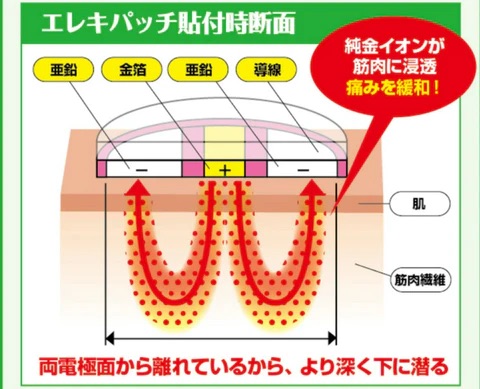 エレキパッチ貼付時断面
純金イオンが
筋肉に浸透
痛みを緩和!
亜鉛 金箔 亜鉛 導線
− + −
肌
筋肉繊維
両電極面から離れているから、より深く下に潜る